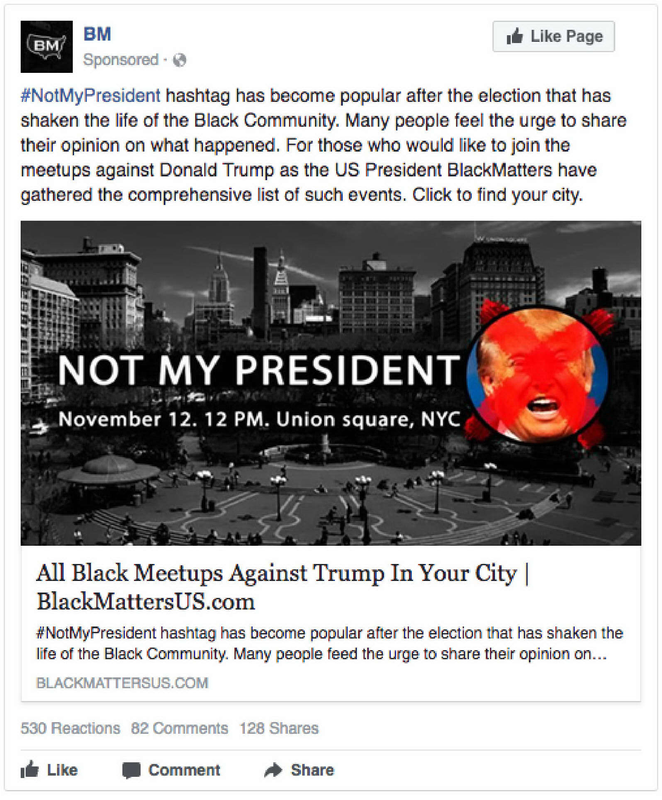 BM
BM
Like Page
Sponsored ·
#NotMyPresident hashtag has become popular after the election that has
shaken the life of the Black Community. Many people feel the urge to share
their opinion on what happened. For those who would like to join the
meetups against Donald Trump as the US President BlackMatters have
gathered the comprehensive list of such events. Click to find your city.
W UNION SQUARE
NOT MY PRESIDENT
November 12. 12 PM. Union square, NYC
All Black Meetups Against Trump In Your City |
BlackMattersUS.com
#NotMyPresident hashtag has become popular after the election that has shaken the
life of the Black Community. Many people feed the urge to share their opinion on...
BLACKMATTERSUS.COM
530 Reactions 82 Comments 128 Shares
Like Comment Share